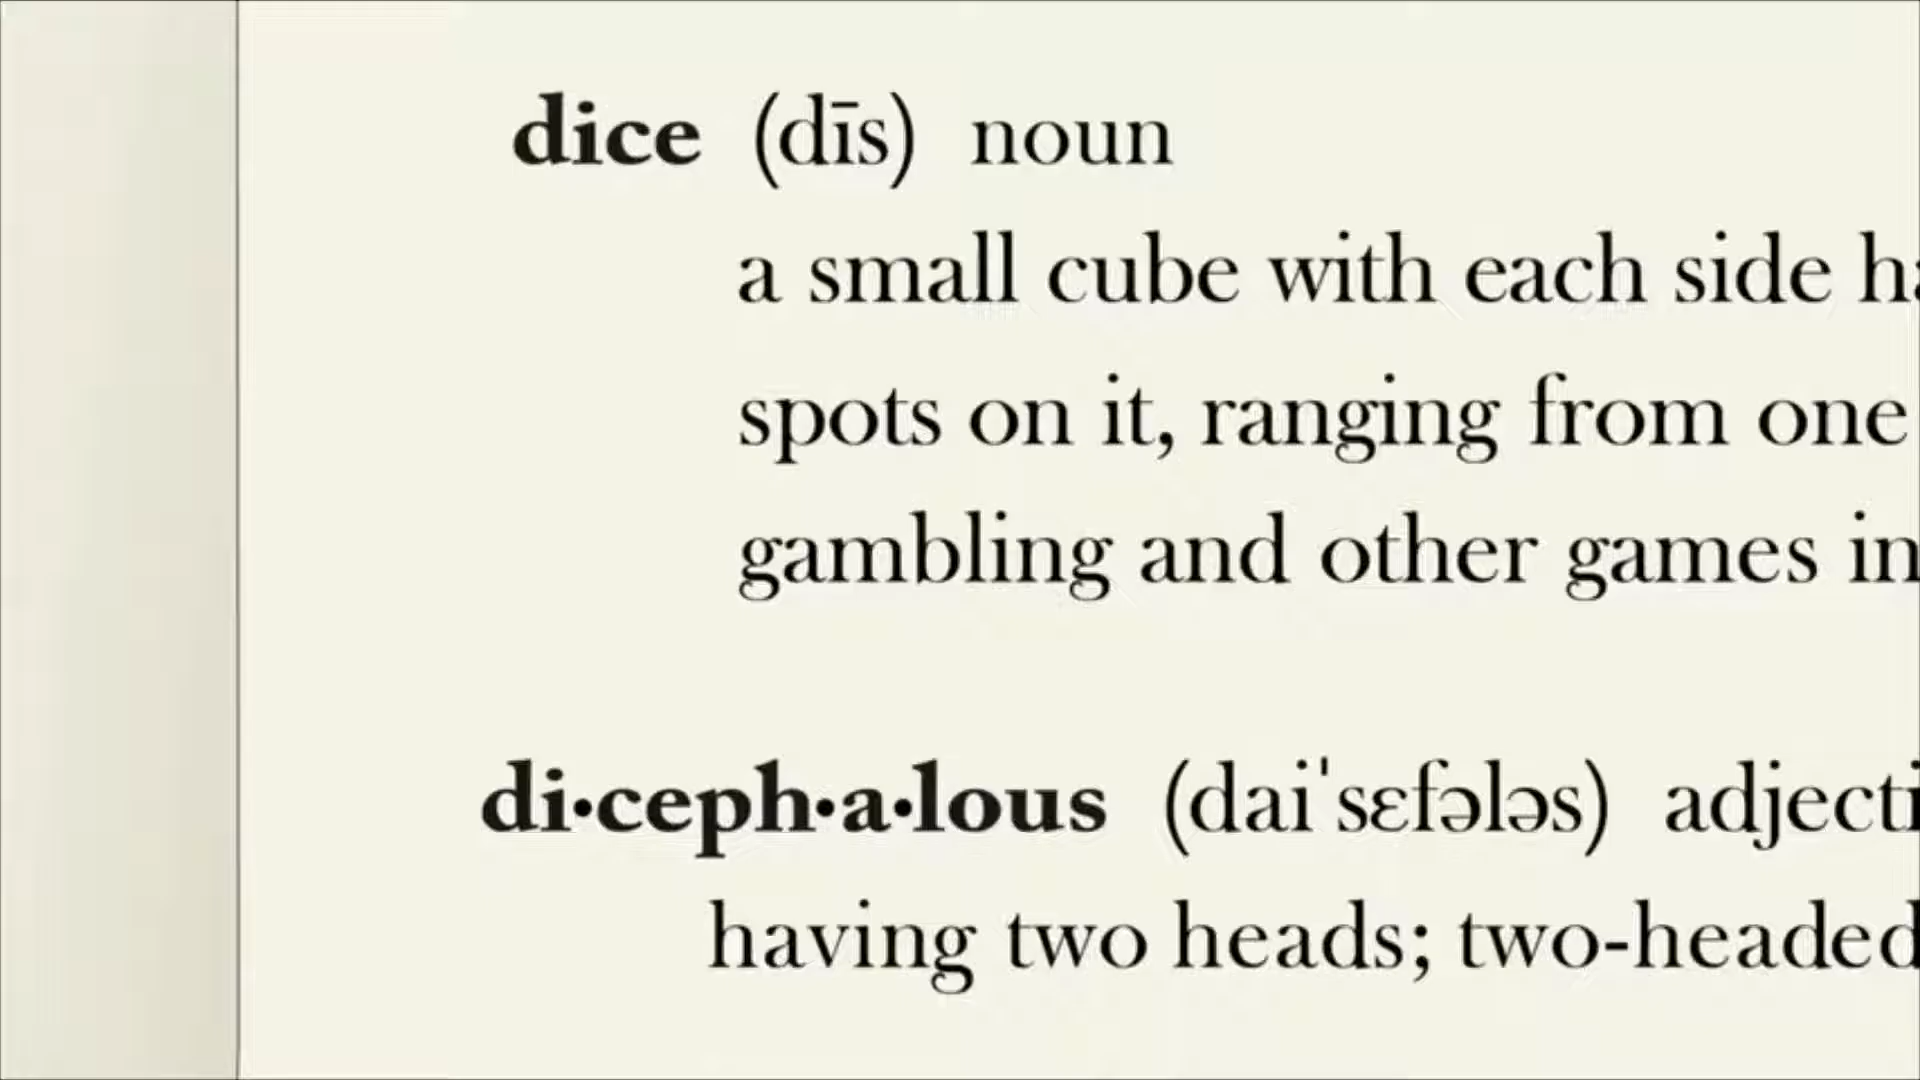 dice (dīs) noun
a small cube with each side
spots on it, ranging from one
gambling and other games in
di·ceph·a·lous (daiˈsɛfələs) adjecti
having two heads; two-headed